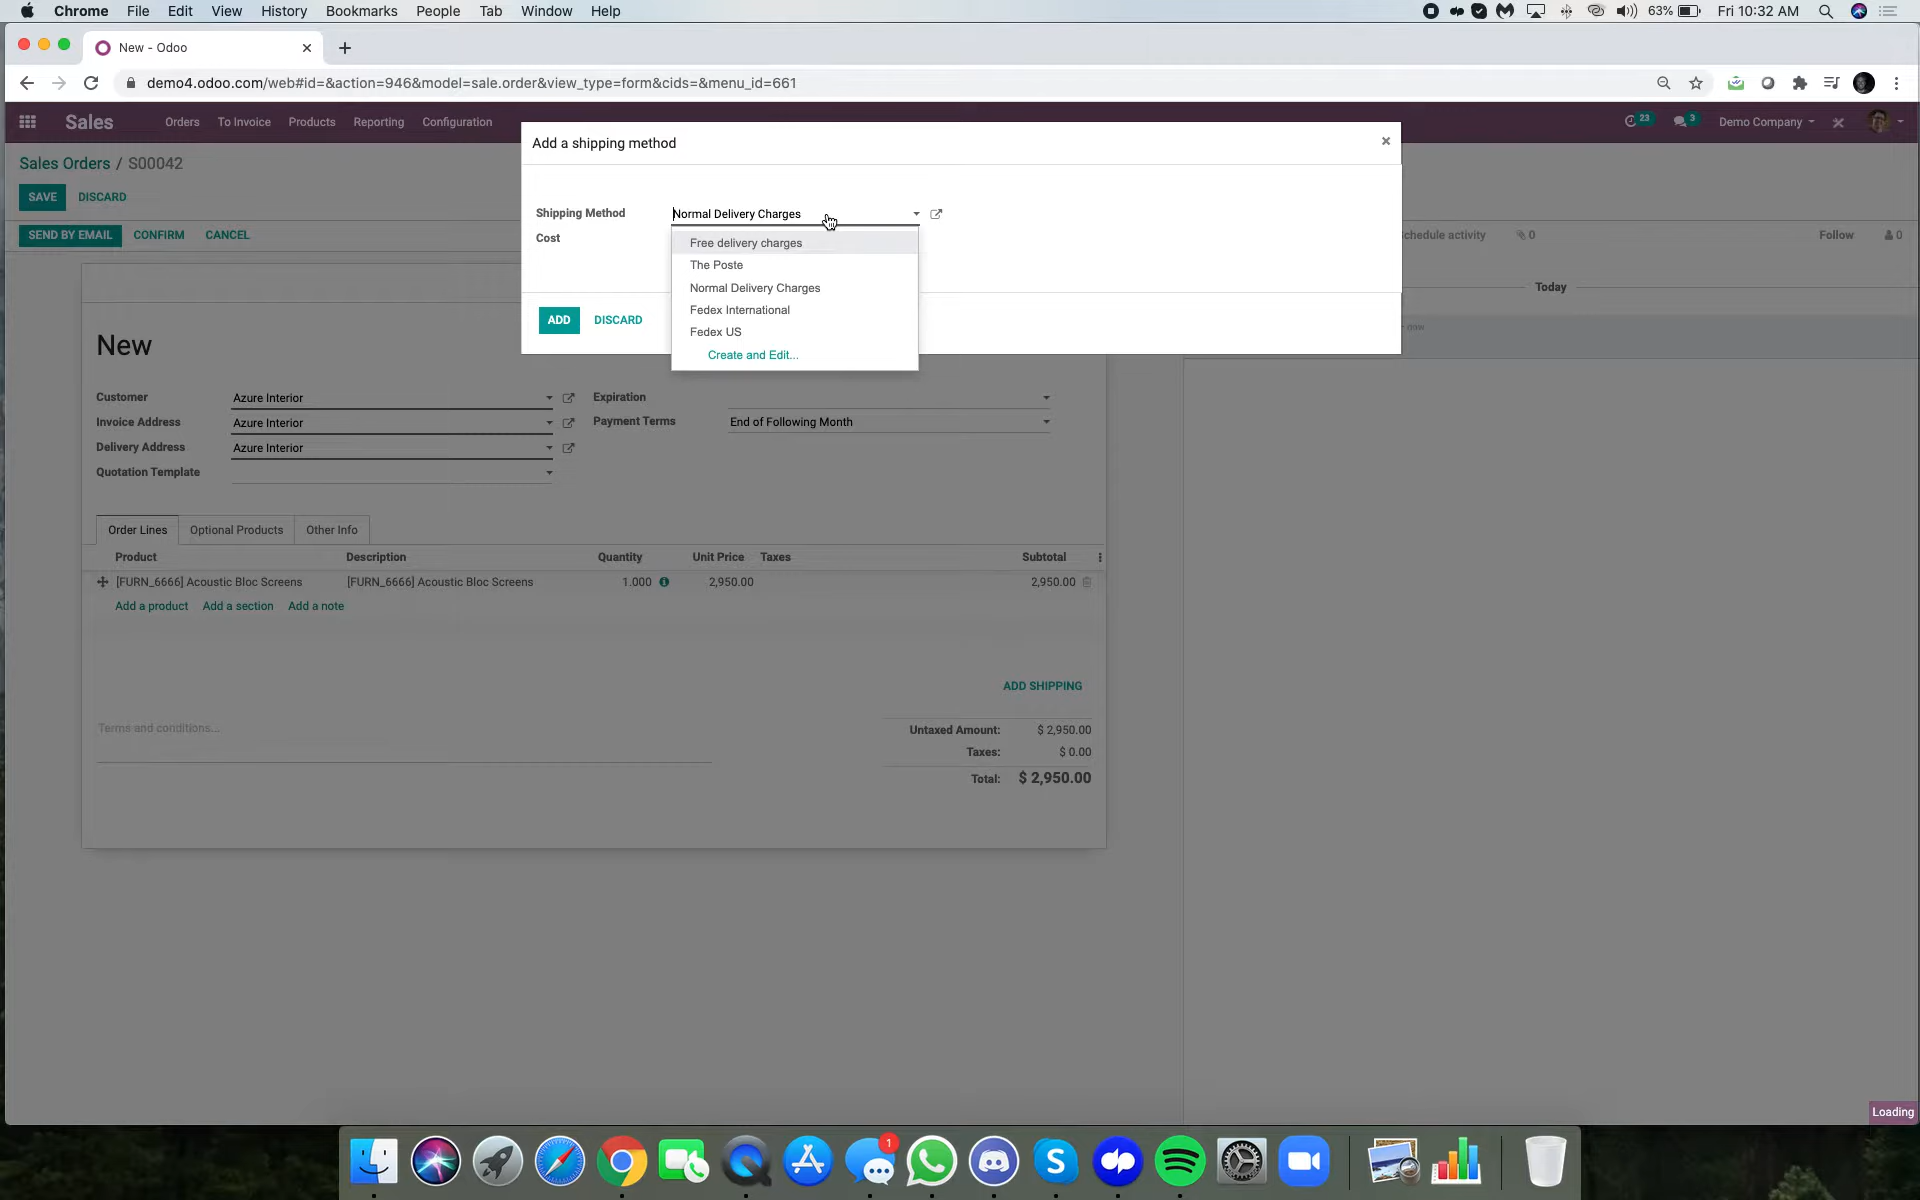 Chrome File Edit View History Bookmarks People Tab Window Help
63% Fri 10:32 AM
New - Odoo
demo4.odoo.com/web#id=&action=946&model=sale.order&view_type=form&cids=&menu_id=661
Sales Orders To Invoice Products Reporting Configuration
23 3 Demo Company
Add a shipping method
Sales Orders / S00042
SAVE DISCARD
SEND BY EMAIL CONFIRM CANCEL
Shipping Method Normal Delivery Charges
Cost
Free delivery charges
The Poste
Normal Delivery Charges
Fedex International
Fedex US
Create and Edit...
ADD DISCARD
chedule activity 0 Follow 0
Today
now
New
Customer Azure Interior Expiration
Invoice Address Azure Interior Payment Terms End of Following Month
Delivery Address Azure Interior
Quotation Template
Order Lines Optional Products Other Info
Product Description Quantity Unit Price Taxes Subtotal
[FURN_6666] Acoustic Bloc Screens [FURN_6666] Acoustic Bloc Screens 1.000 2,950.00 2,950.00
Add a product Add a section Add a note
ADD SHIPPING
Terms and conditions...
Untaxed Amount: $ 2,950.00
Taxes: $ 0.00
Total: $ 2,950.00
Loading
1